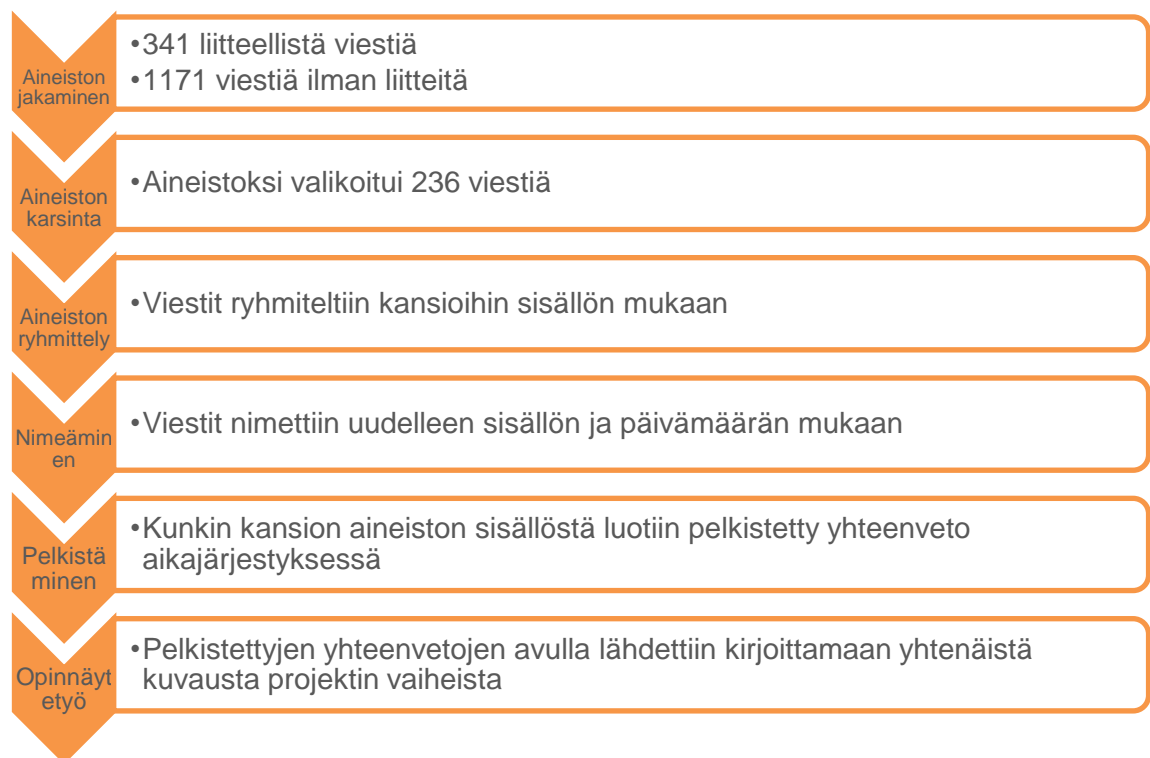 Aineiston
jakaminen
•341 liitteellistä viestiä
•1171 viestiä ilman liitteitä
Aineiston
karsinta
•Aineistoksi valikoitui 236 viestiä
Aineiston
ryhmittely
•Viestit ryhmiteltiin kansioihin sisällön mukaan
Nimeämin
en
•Viestit nimettiin uudelleen sisällön ja päivämäärän mukaan
Pelkistä
minen
•Kunkin kansion aineiston sisällöstä luotiin pelkistetty yhteenveto
aikajärjestyksessä
Opinnäyt
etyö
•Pelkistettyjen yhteenvetojen avulla lähdettiin kirjoittamaan yhtenäistä
kuvausta projektin vaiheista